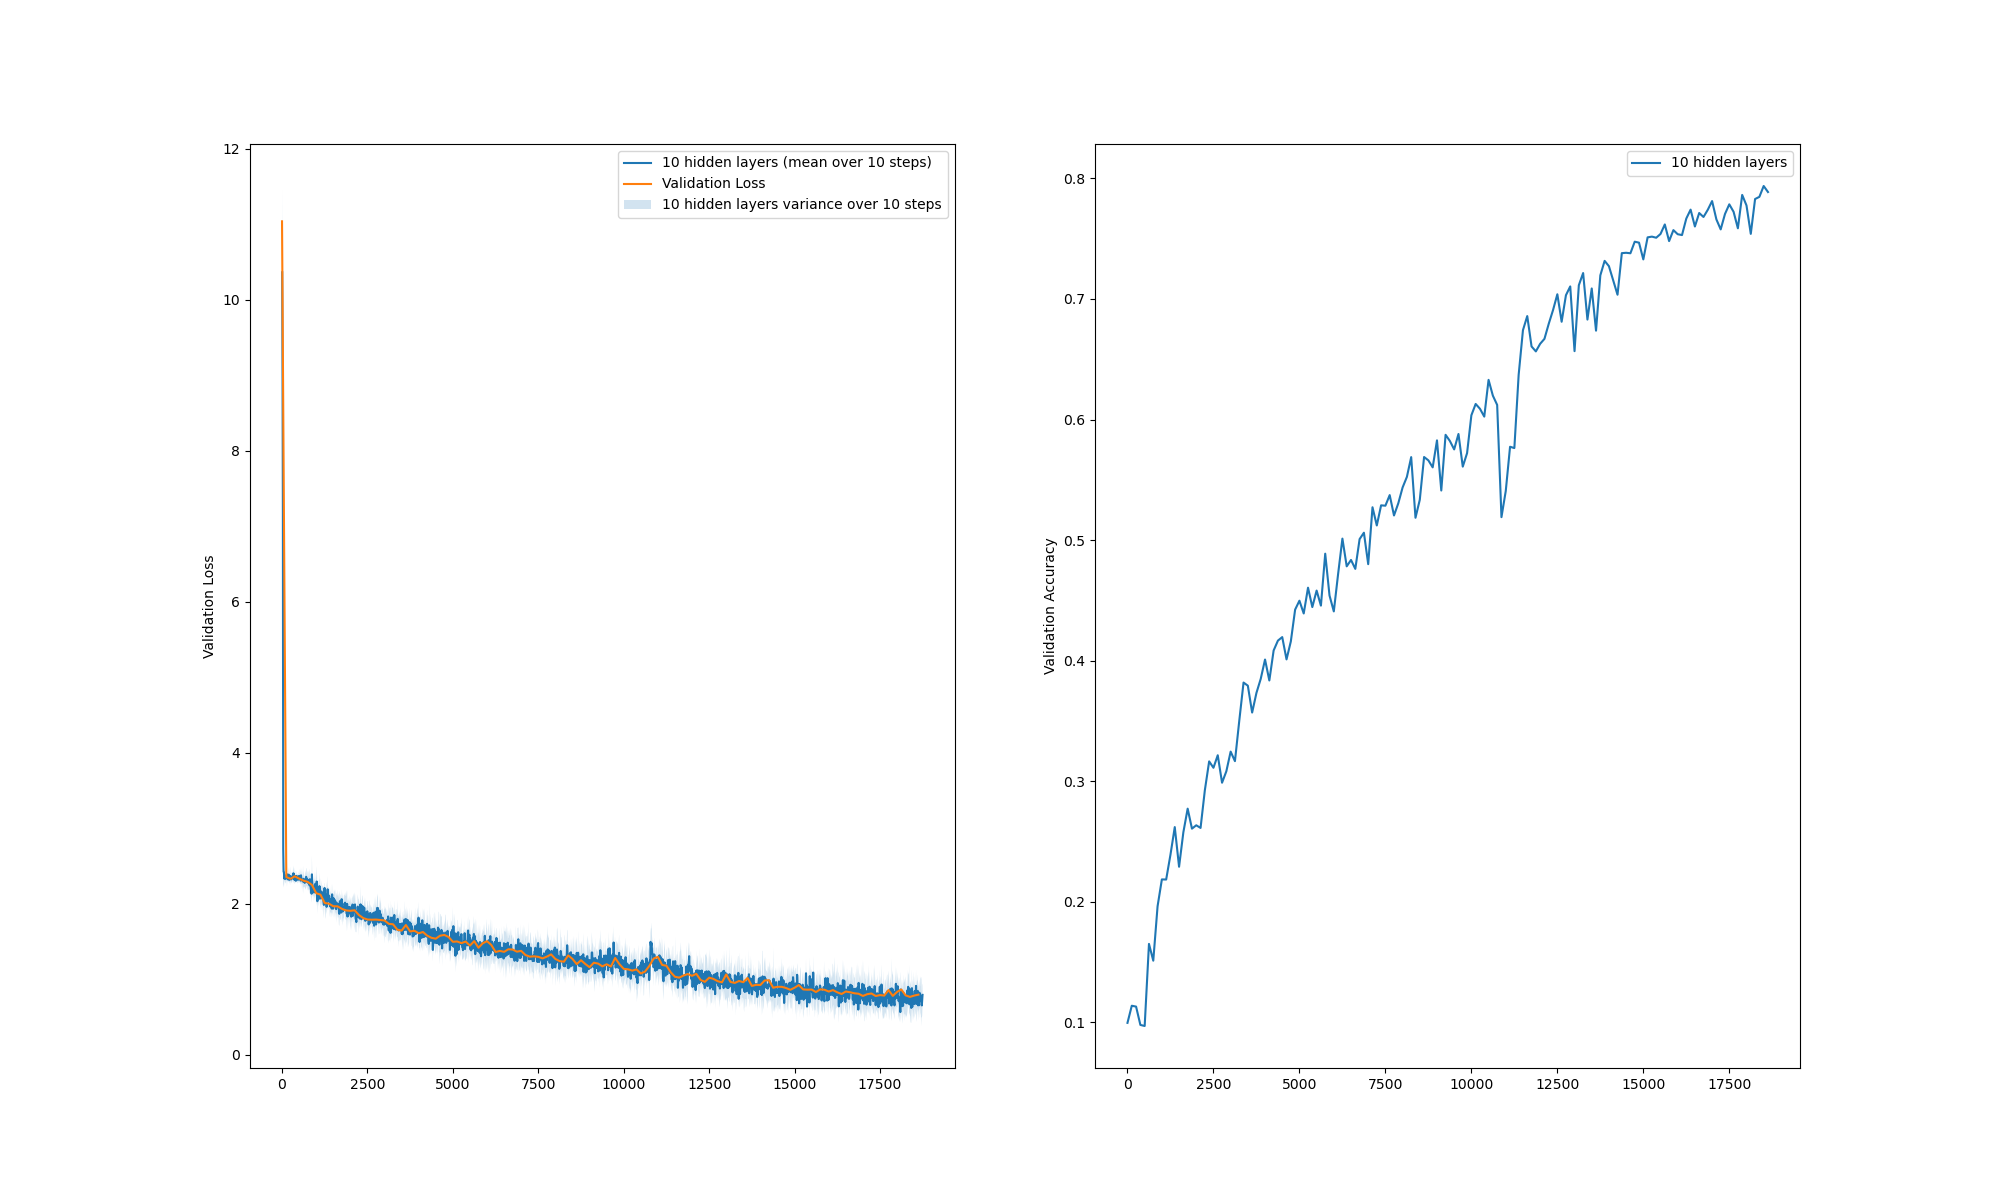 12
10
8
6
4
2
0
Validation Loss
10 hidden layers (mean over 10 steps)
Validation Loss
10 hidden layers variance over 10 steps
0 2500 5000 7500 10000 12500 15000 17500
0.8
0.7
0.6
0.5
0.4
0.3
0.2
0.1
Validation Accuracy
10 hidden layers
0 2500 5000 7500 10000 12500 15000 17500